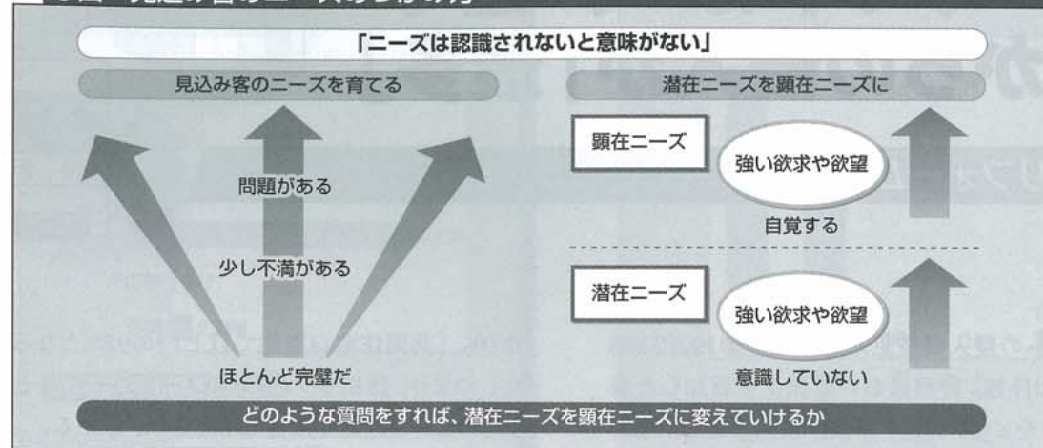 「ニーズは認識されないと意味がない」
見込み客のニーズを育てる
問題がある
少し不満がある
ほとんど完璧だ
潜在ニーズを顕在ニーズに
顕在ニーズ
強い欲求や欲望
自覚する
潜在ニーズ
強い欲求や欲望
意識していない
どのような質問をすれば、潜在ニーズを顕在ニーズに変えていけるか